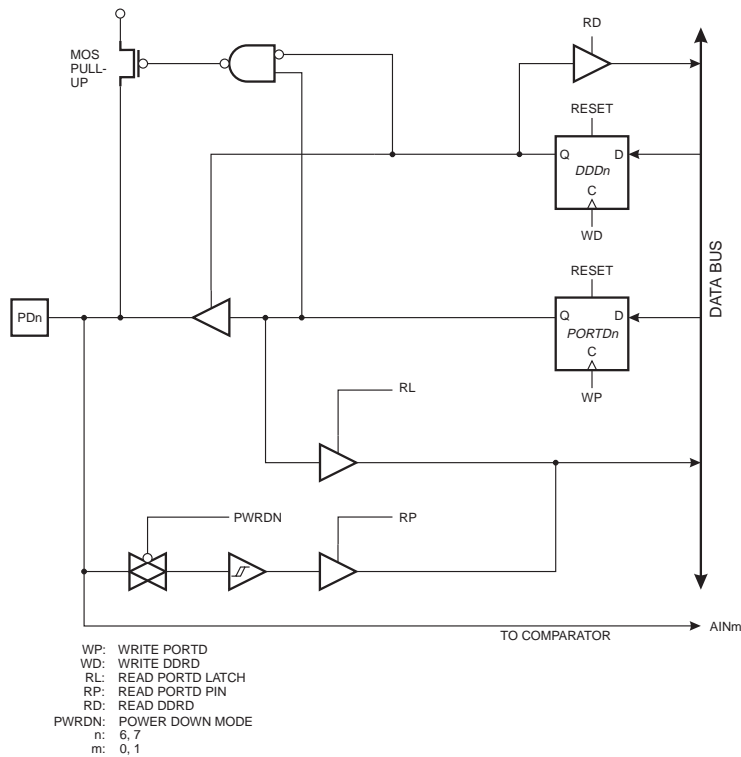 RD
MOS
PULL-
UP
RESET
Q D
DDDn
C
WD
DATA BUS
RESET
PDn
Q D
PORTDn
C
WP
RL
PWRDN
RP
TO COMPARATOR
AINm
WP: WRITE PORTD
WD: WRITE DDRD
RL: READ PORTD LATCH
RP: READ PORTD PIN
RD: READ DDRD
PWRDN: POWER DOWN MODE
n: 6, 7
m: 0, 1